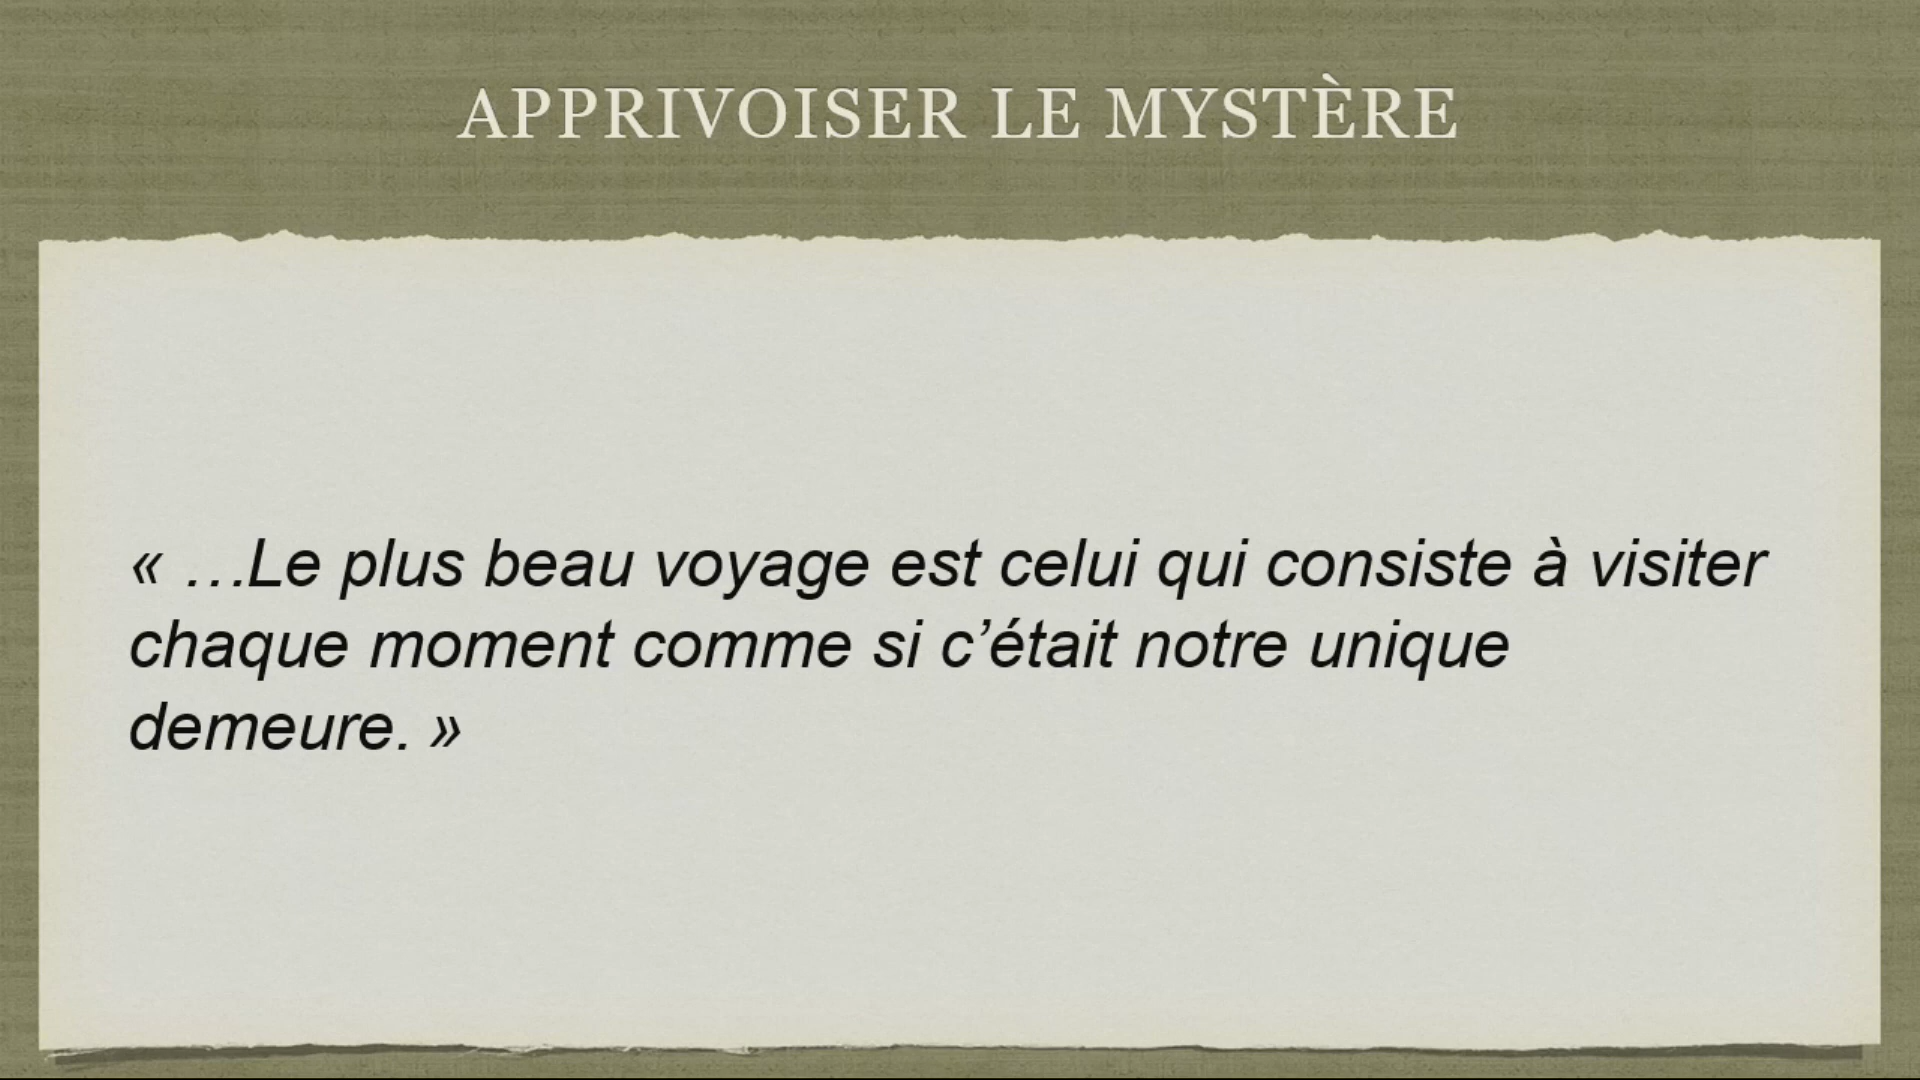 APPRIVOISER LE MYSTÈRE
« …Le plus beau voyage est celui qui consiste à visiter
chaque moment comme si c’était notre unique
demeure. »